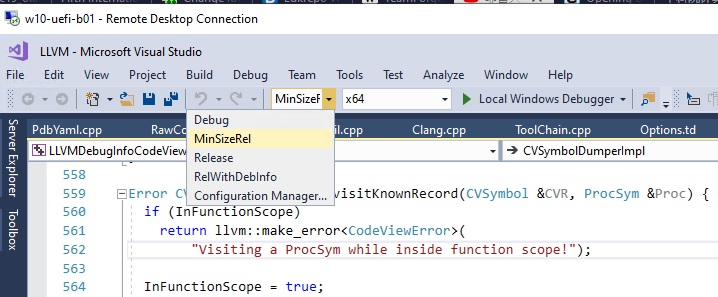 w10-uefi-b01 - Remote Desktop Connection
LLVM - Microsoft Visual Studio
File Edit View Project Build Debug Team Tools Test Analyze Window Help
MinSizeR x64 Local Windows Debugger
Debug
MinSizeRel
Release
RelWithDebInfo
Configuration Manager...
Server Explorer
Toolbox
PdbYaml.cpp RawCo il.cpp Clang.cpp ToolChain.cpp Options.td
LLVMDebugInfoCodeView CVSymbolDumperImpl
558
559 Error CV visitKnownRecord(CVSymbol &CVR, ProcSym &Proc) {
560 if (InFunctionScope)
561 return llvm::make_error<CodeViewError>(
562 "Visiting a ProcSym while inside function scope!");
563
564 InFunctionScope = true;